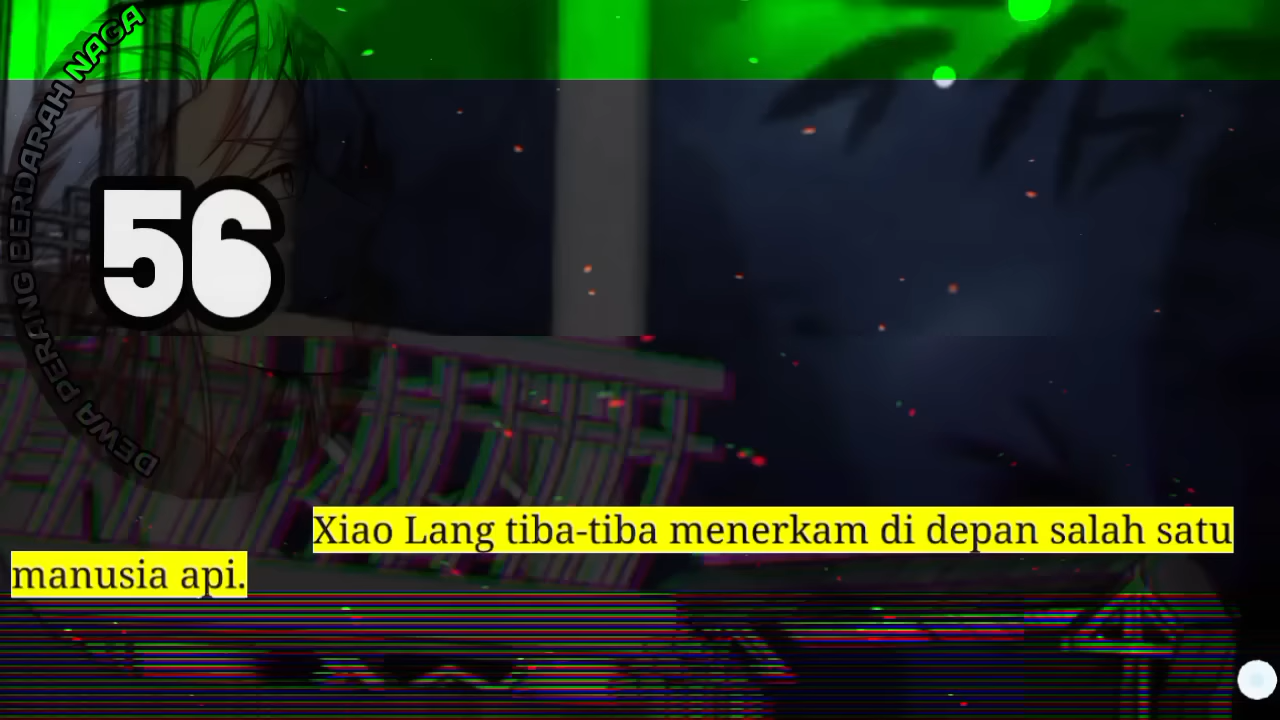 DEWA PERANG BERDARAH NAGA
56
Xiao Lang tiba-tiba menerkam di depan salah satu
manusia api.